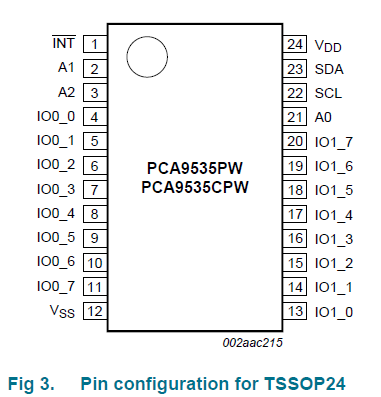 INT 1
A1 2
A2 3
IO0_0 4
IO0_1 5
IO0_2 6
IO0_3 7
IO0_4 8
IO0_5 9
IO0_6 10
IO0_7 11
VSS 12
PCA9535PW
PCA9535CPW
24 VDD
23 SDA
22 SCL
21 A0
20 IO1_7
19 IO1_6
18 IO1_5
17 IO1_4
16 IO1_3
15 IO1_2
14 IO1_1
13 IO1_0
002aac215
Fig 3. Pin configuration for TSSOP24